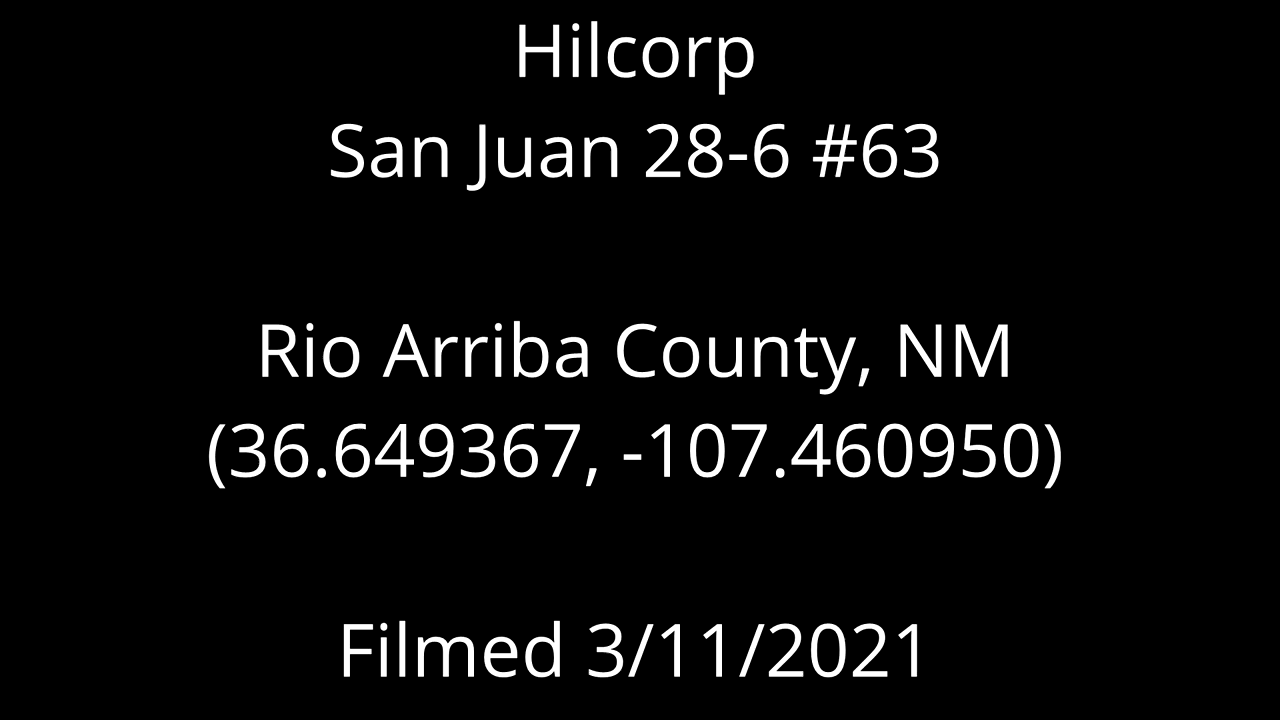 Hilcorp
San Juan 28-6 #63
Rio Arriba County, NM
(36.649367, -107.460950)
Filmed 3/11/2021